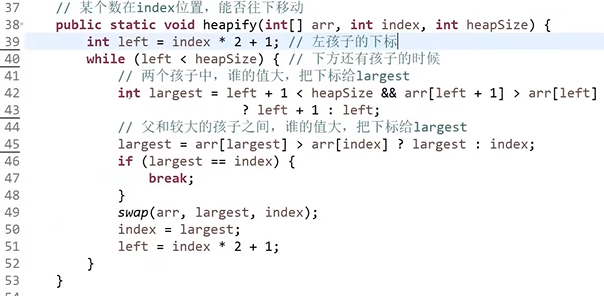 37 // 某个数在index位置，能否往下移动
38 public static void heapify(int[] arr, int index, int heapSize) {
39 int left = index * 2 + 1; // 左孩子的下标
40 while (left < heapSize) { // 下方还有孩子的时候
41 // 两个孩子中，谁的值大，把下标给largest
42 int largest = left + 1 < heapSize && arr[left + 1] > arr[left]
43 ? left + 1 : left;
44 // 父和较大的孩子之间，谁的值大，把下标给largest
45 largest = arr[largest] > arr[index] ? largest : index;
46 if (largest == index) {
47 break;
48 }
49 swap(arr, largest, index);
50 index = largest;
51 left = index * 2 + 1;
52 }
53 }